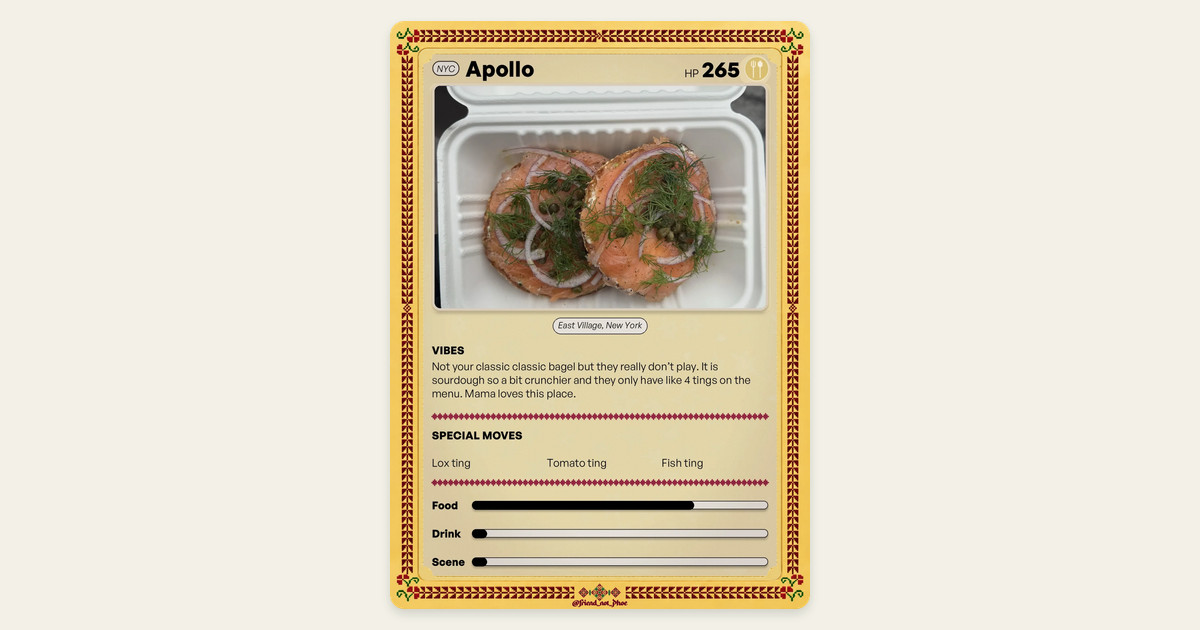 NYC Apollo HP 265
East Village, New York
VIBES
Not your classic classic bagel but they really don't play. It is
sourdough so a bit crunchier and they only have like 4 tings on the
menu. Mama loves this place.
SPECIAL MOVES
Lox ting Tomato ting Fish ting
Food
Drink
Scene
@friend_not_phoe